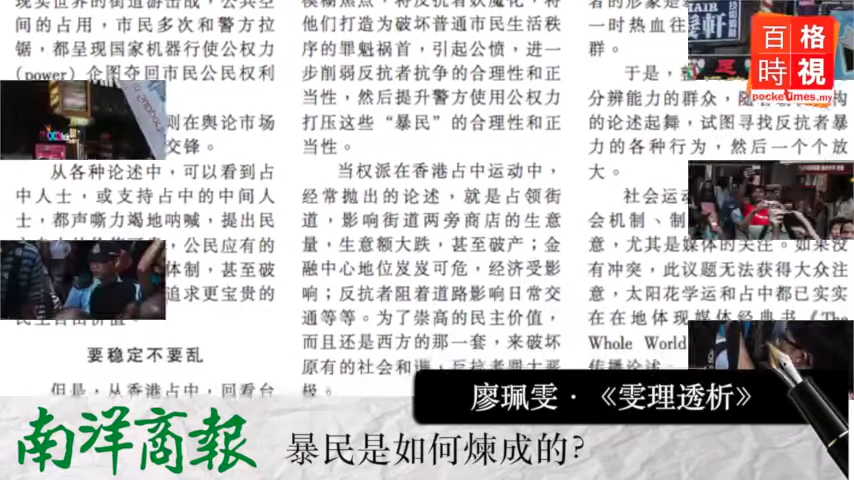 现实世界的街道游击战，公共空
间的占用，市民多次和警方拉
锯，都呈现国家机器行使公权力
(power) 企图夺回市民公民权利
则在舆论市场
交锋。
从各种论述中，可以看到占
中人士，或支持占中的中间人
士，都声嘶力竭地呐喊，提出民
，公民应有的
体制，甚至破
追求更宝贵的
民主自由价值。
要稳定不要乱
但是，从香港占中，回看台
模糊焦点，将反抗者妖魔化，将
他们打造为破坏普通市民生活秩
序的罪魁祸首，引起公愤，进一
步削弱反抗者抗争的合理性和正
当性，然后提升警方使用公权力
打压这些“暴民”的合理性和正
当性。
当权派在香港占中运动中，
经常抛出的论述，就是占领街
道，影响街道两旁商店的生意
量，生意额大跌，甚至破产；金
融中心地位岌岌可危，经济受影
响；反抗者阻着道路影响日常交
通等等。为了崇高的民主价值，
而且还是西方的那一套，来破坏
原有的社会和谐，反抗者罪大恶
极。
者的形象是
一时热血往
群。
于是，
分辨能力的群众，随
构
的论述起舞，试图寻找反抗者暴
力的各种行为，然后一个个放
大。
社会运
会机制、制
意，尤其是媒体的关注。如果没
有冲突，此议题无法获得大众注
意，太阳花学运和占中都已实实
在在地体现媒体经典书《The
Whole World
传播论述
百格
時視
pocketimes.my
HAIR
廖珮雯·《雯理透析》
南洋商報
暴民是如何煉成的?